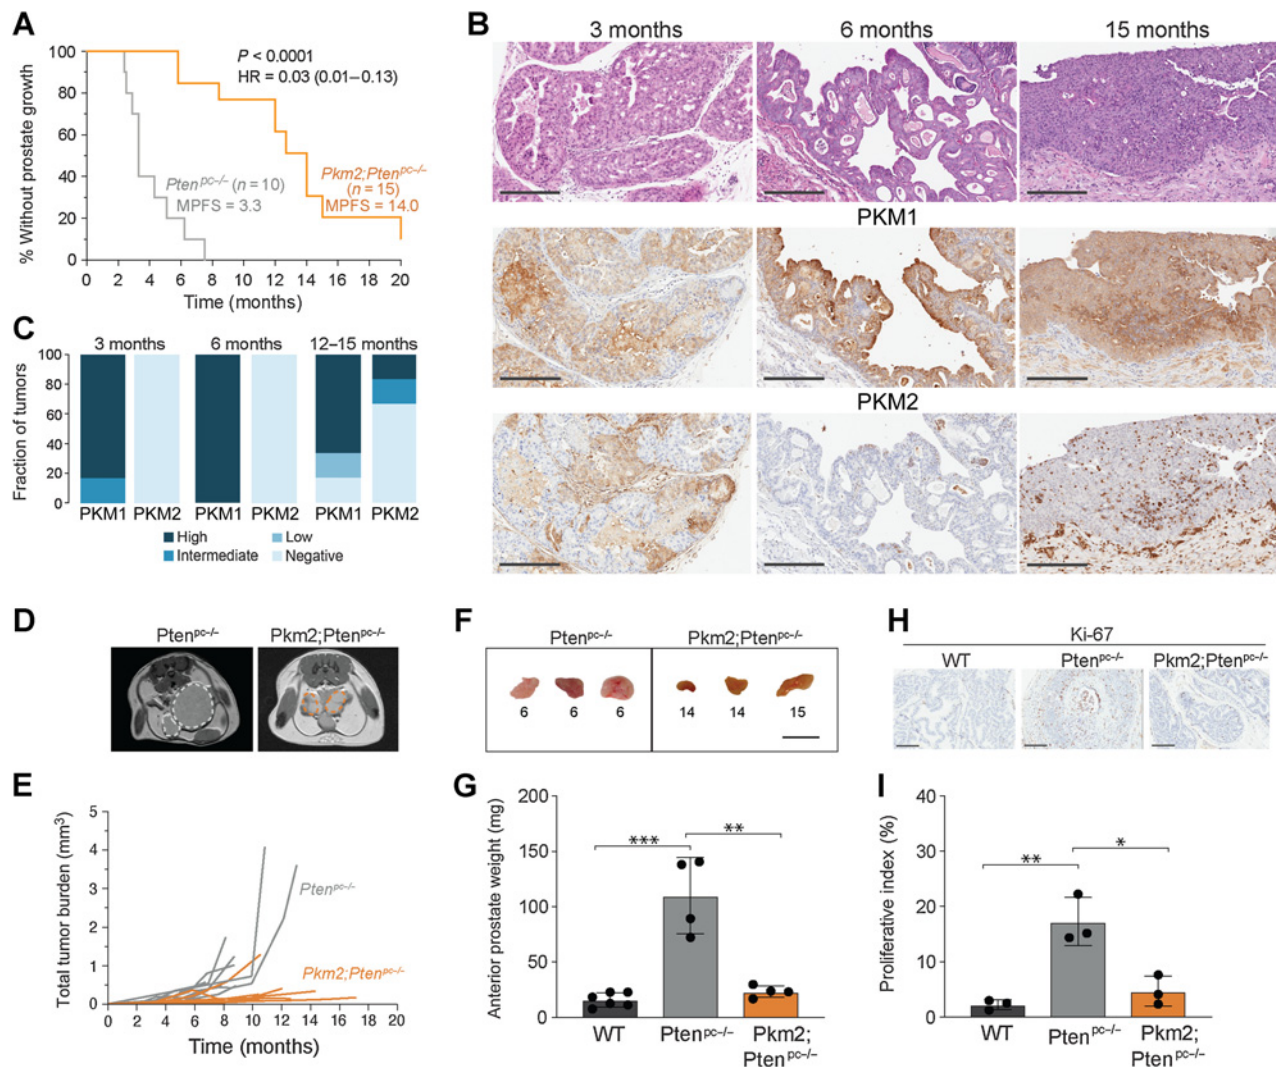 A
P < 0.0001
HR = 0.03 (0.01–0.13)
% Without prostate growth
100
80
60
40
20
0
Pten^pc–/– (n = 10)
MPFS = 3.3
Pkm2;Pten^pc–/–
(n = 15)
MPFS = 14.0
0 2 4 6 8 10 12 14 16 18 20
Time (months)
B
3 months 6 months 15 months
PKM1
PKM2
C
3 months 6 months 12–15 months
Fraction of tumors
100
80
60
40
20
0
PKM1 PKM2 PKM1 PKM2 PKM1 PKM2
High Low
Intermediate Negative
D
Pten^pc–/– Pkm2;Pten^pc–/–
E
Total tumor burden (mm³)
5
4
3
2
1
0
Pten^pc–/–
Pkm2;Pten^pc–/–
0 2 4 6 8 10 12 14 16 18 20
Time (months)
F
Pten^pc–/– Pkm2;Pten^pc–/–
6 6 6 14 14 15
G
Anterior prostate weight (mg)
200
150
100
50
0
*** **
WT Pten^pc–/– Pkm2;
Pten^pc–/–
H
Ki-67
WT Pten^pc–/– Pkm2;Pten^pc–/–
I
Proliferative index (%)
40
30
20
10
0
** *
WT Pten^pc–/– Pkm2;
Pten^pc–/–